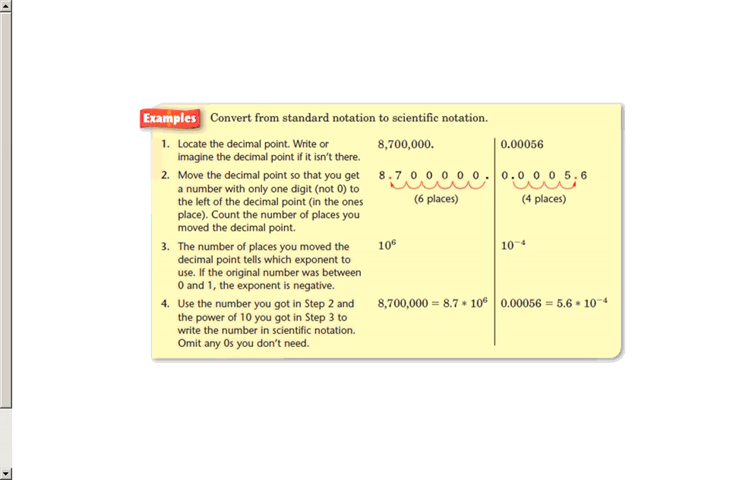 Examples Convert from standard notation to scientific notation.
1. Locate the decimal point. Write or 8,700,000. 0.00056
imagine the decimal point if it isn't there.
2. Move the decimal point so that you get 8 . 7 0 0 0 0 0 . 0 . 0 0 0 5 . 6
a number with only one digit (not 0) to
the left of the decimal point (in the ones (6 places) (4 places)
place). Count the number of places you
moved the decimal point.
3. The number of places you moved the 10⁶ 10⁻⁴
decimal point tells which exponent to
use. If the original number was between
0 and 1, the exponent is negative.
4. Use the number you got in Step 2 and 8,700,000 = 8.7 * 10⁶ 0.00056 = 5.6 * 10⁻⁴
the power of 10 you got in Step 3 to
write the number in scientific notation.
Omit any 0s you don't need.